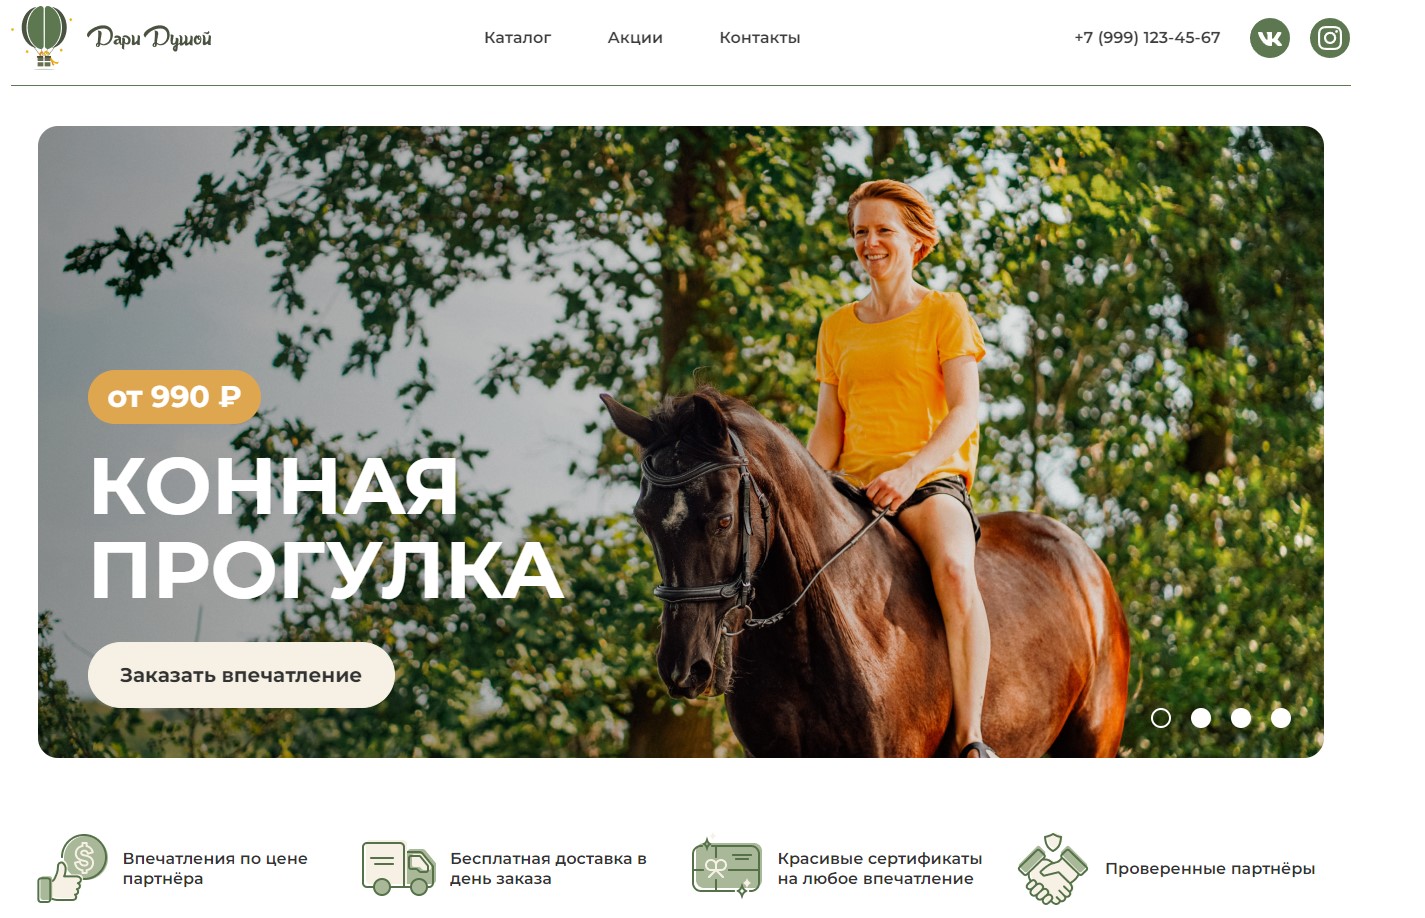 Дари Душой
Каталог
Акции
Контакты
+7 (999) 123-45-67
от 990 ₽
КОННАЯ
ПРОГУЛКА
Заказать впечатление
Впечатления по цене
партнёра
Бесплатная доставка в
день заказа
Красивые сертификаты
на любое впечатление
Проверенные партнёры